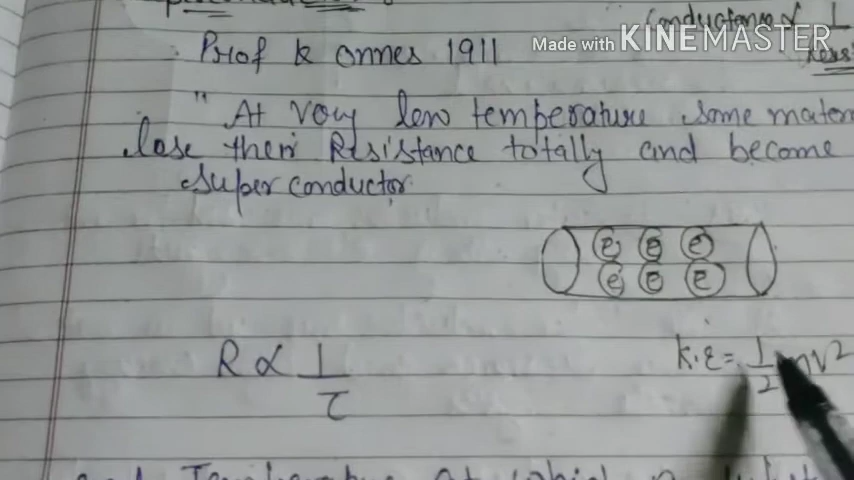 Conductance ∝ 1
Made with KINEMASTER
Prof k onnes 1911
" At very low temperature some mater
lose their Resistance totally and become
super conductor.
e e e
e e e
R ∝ 1/τ
K.E = 1/2 mv²